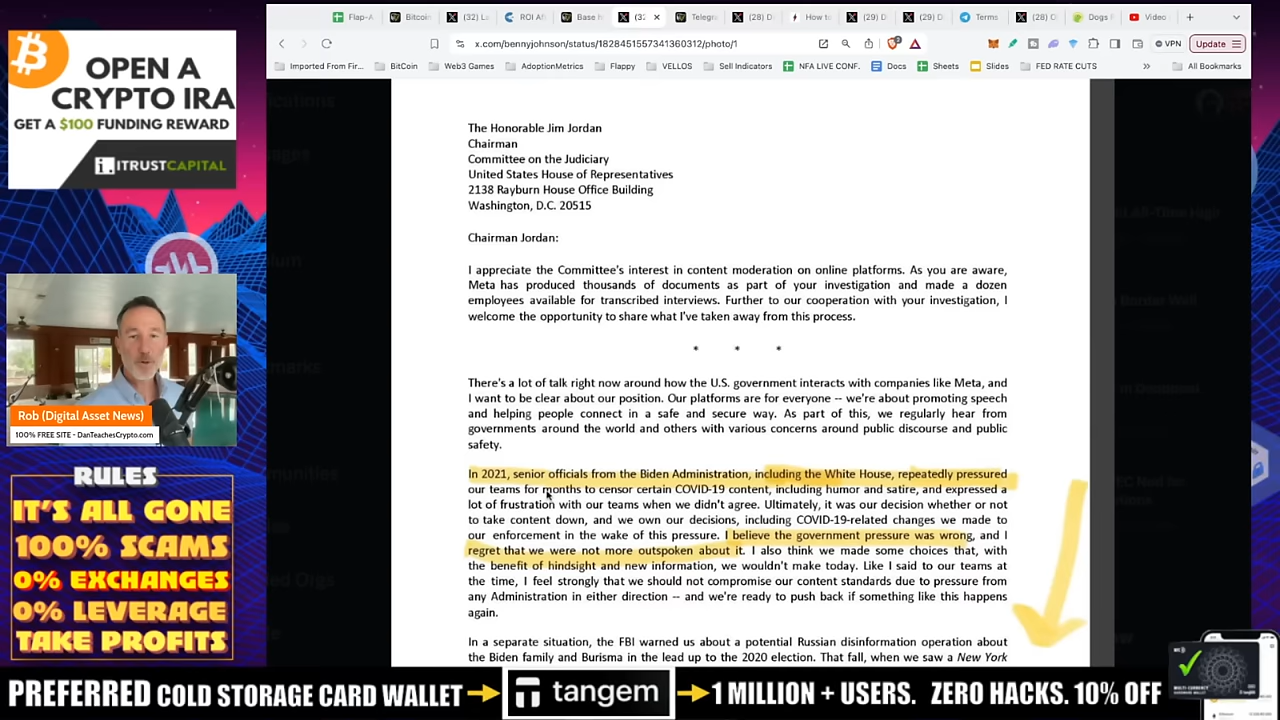 OPEN A
CRYPTO IRA
GET A $100 FUNDING REWARD
i. iTRUSTCAPITAL
Rob (Digital Asset News)
100% FREE SITE - DanTeachesCrypto.com
RULES
IT'S ALL GONE
100% SCAMS
0% EXCHANGES
0% LEVERAGE
TAKE PROFITS
Flap-A
Bitcoin
ROI Af
Base H
Telegra
(28) D
How to
(29) D
(29) D
Terms
Dogs F
Video
x.com/bennyjohnson/status/1828451557341360312/photo/1
VPN
Update
Imported From Fir...
BitCoin
Web3 Games
AdoptionMetrics
Flappy
VELLOS
Sell Indicators
NFA LIVE CONF.
Docs
Sheets
Slides
FED RATE CUTS
All Bookmarks
The Honorable Jim Jordan
Chairman
Committee on the Judiciary
United States House of Representatives
2138 Rayburn House Office Building
Washington, D.C. 20515
Chairman Jordan:
I appreciate the Committee's interest in content moderation on online platforms. As you are aware,
Meta has produced thousands of documents as part of your investigation and made a dozen
employees available for transcribed interviews. Further to our cooperation with your investigation, I
welcome the opportunity to share what I've taken away from this process.
* * *
There's a lot of talk right now around how the U.S. government interacts with companies like Meta, and
I want to be clear about our position. Our platforms are for everyone -- we're about promoting speech
and helping people connect in a safe and secure way. As part of this, we regularly hear from
governments around the world and others with various concerns around public discourse and public
safety.
In 2021, senior officials from the Biden Administration, including the White House, repeatedly pressured
our teams for months to censor certain COVID-19 content, including humor and satire, and expressed a
lot of frustration with our teams when we didn't agree. Ultimately, it was our decision whether or not
to take content down, and we own our decisions, including COVID-19-related changes we made to
our enforcement in the wake of this pressure. I believe the government pressure was wrong, and I
regret that we were not more outspoken about it. I also think we made some choices that, with
the benefit of hindsight and new information, we wouldn't make today. Like I said to our teams at
the time, I feel strongly that we should not compromise our content standards due to pressure from
any Administration in either direction -- and we're ready to push back if something like this happens
again.
In a separate situation, the FBI warned us about a potential Russian disinformation operation about
the Biden family and Burisma in the lead up to the 2020 election. That fall, when we saw a New York
PREFERRED COLD STORAGE CARD WALLET
tangem
1 MILLION + USERS. ZERO HACKS. 10% OFF